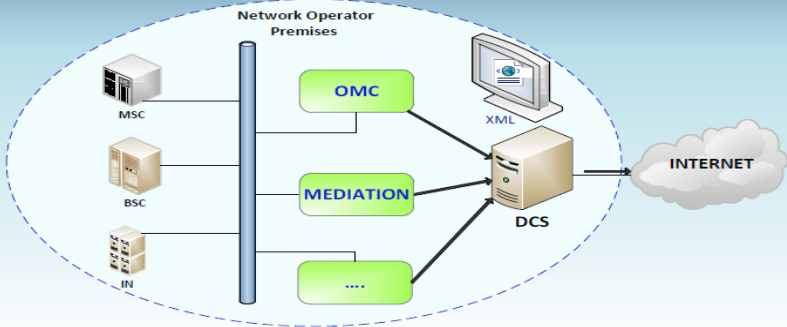 Network Operator
Premises
MSC
BSC
IN
OMC
MEDIATION
....
XML
DCS
INTERNET